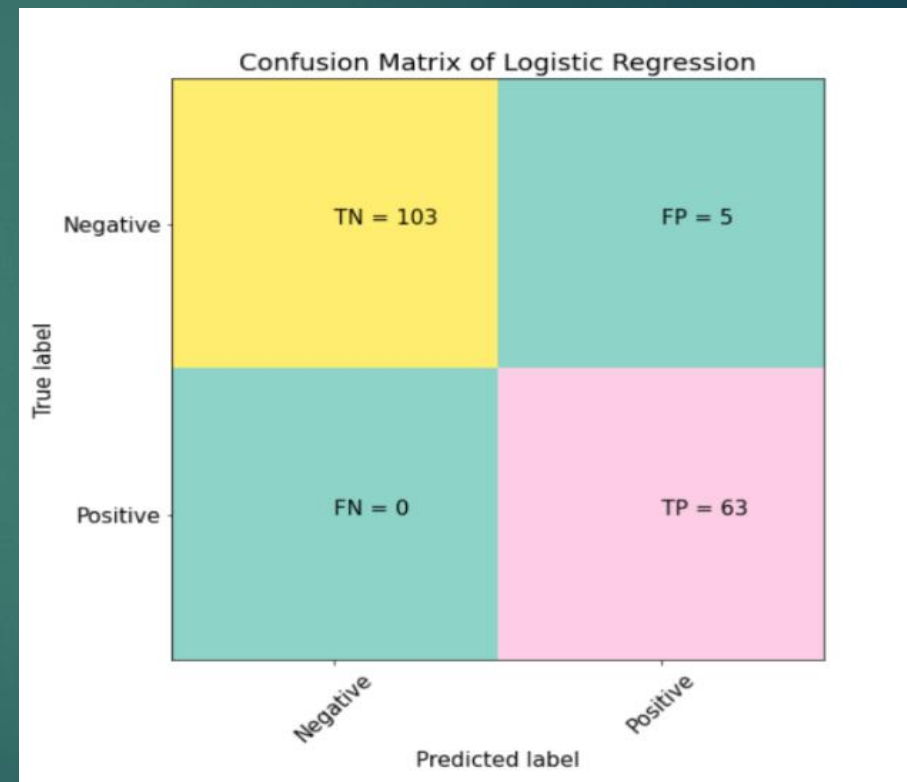 Confusion Matrix of Logistic Regression
Negative
TN = 103
FP = 5
True label
Positive
FN = 0
TP = 63
Negative
Positive
Predicted label